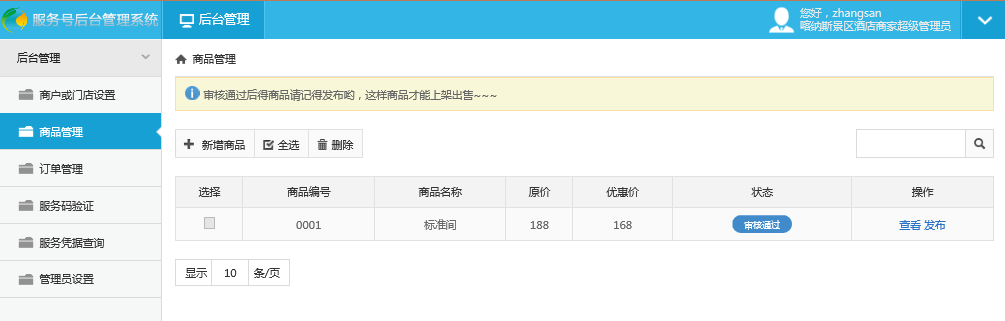 服务号后台管理系统
后台管理
您好，zhangsan
喀纳斯景区酒店商家超级管理员
后台管理
商户或门店设置
商品管理
订单管理
服务码验证
服务凭据查询
管理员设置
商品管理
审核通过后得商品请记得发布哟，这样商品才能上架出售~~~
新增商品 全选 删除
选择 商品编号 商品名称 原价 优惠价 状态 操作
0001 标准间 188 168 审核通过 查看 发布
显示 10 条/页